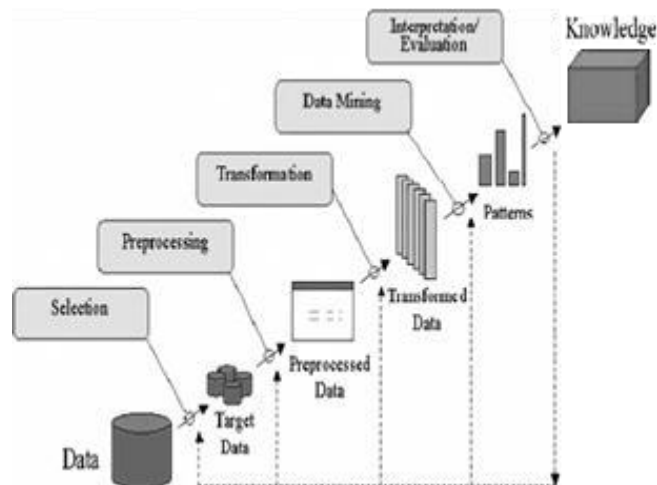 Interpretation/
Evaluation
Knowledge
Data Mining
Transformation
Patterns
Preprocessing
Transformed
Data
Selection
Preprocessed
Data
Target
Data
Data